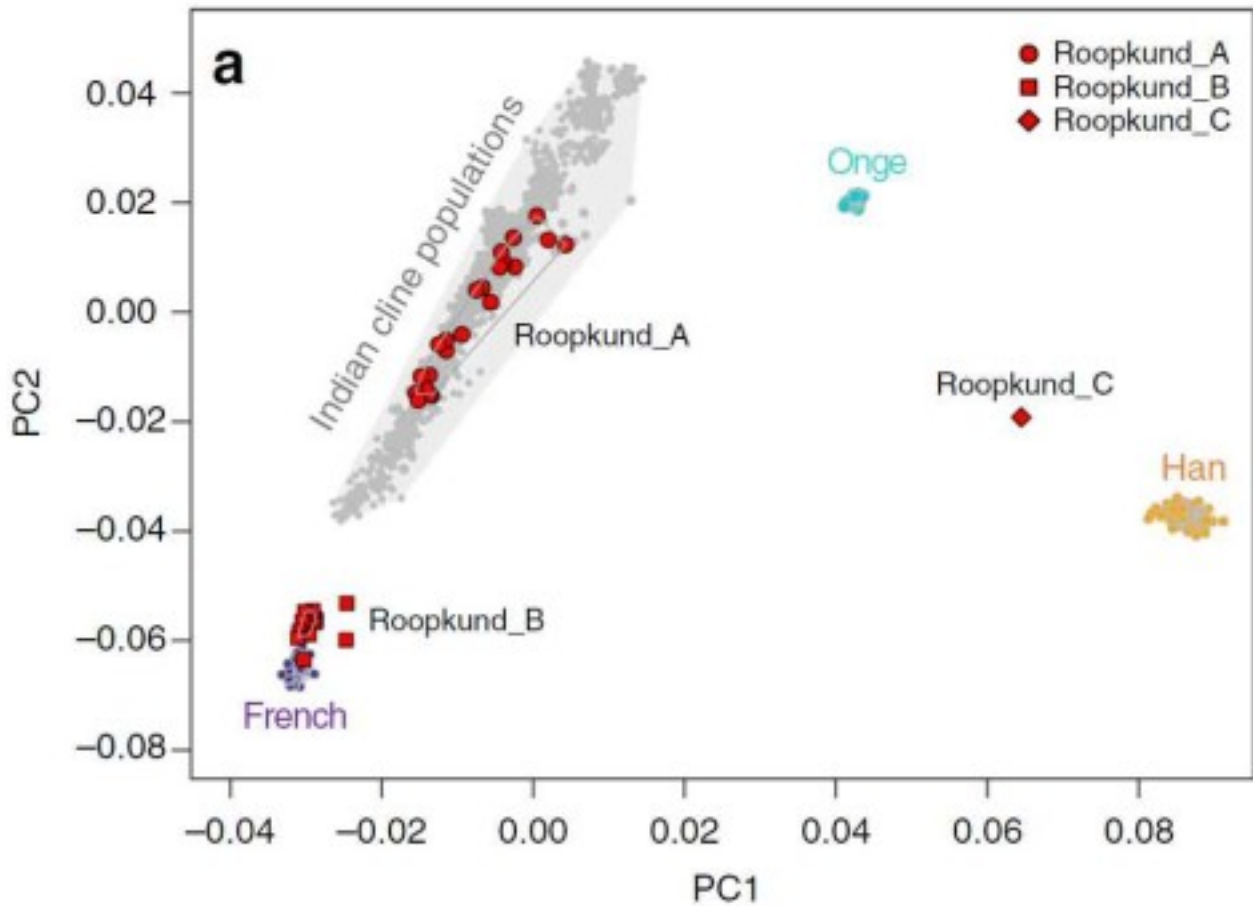 a
Roopkund_A
Roopkund_B
Roopkund_C
Indian cline populations
Onge
Roopkund_A
Roopkund_C
Han
Roopkund_B
French
PC2
0.04
0.02
0.00
−0.02
−0.04
−0.06
−0.08
−0.04
−0.02
0.00
0.02
0.04
0.06
0.08
PC1